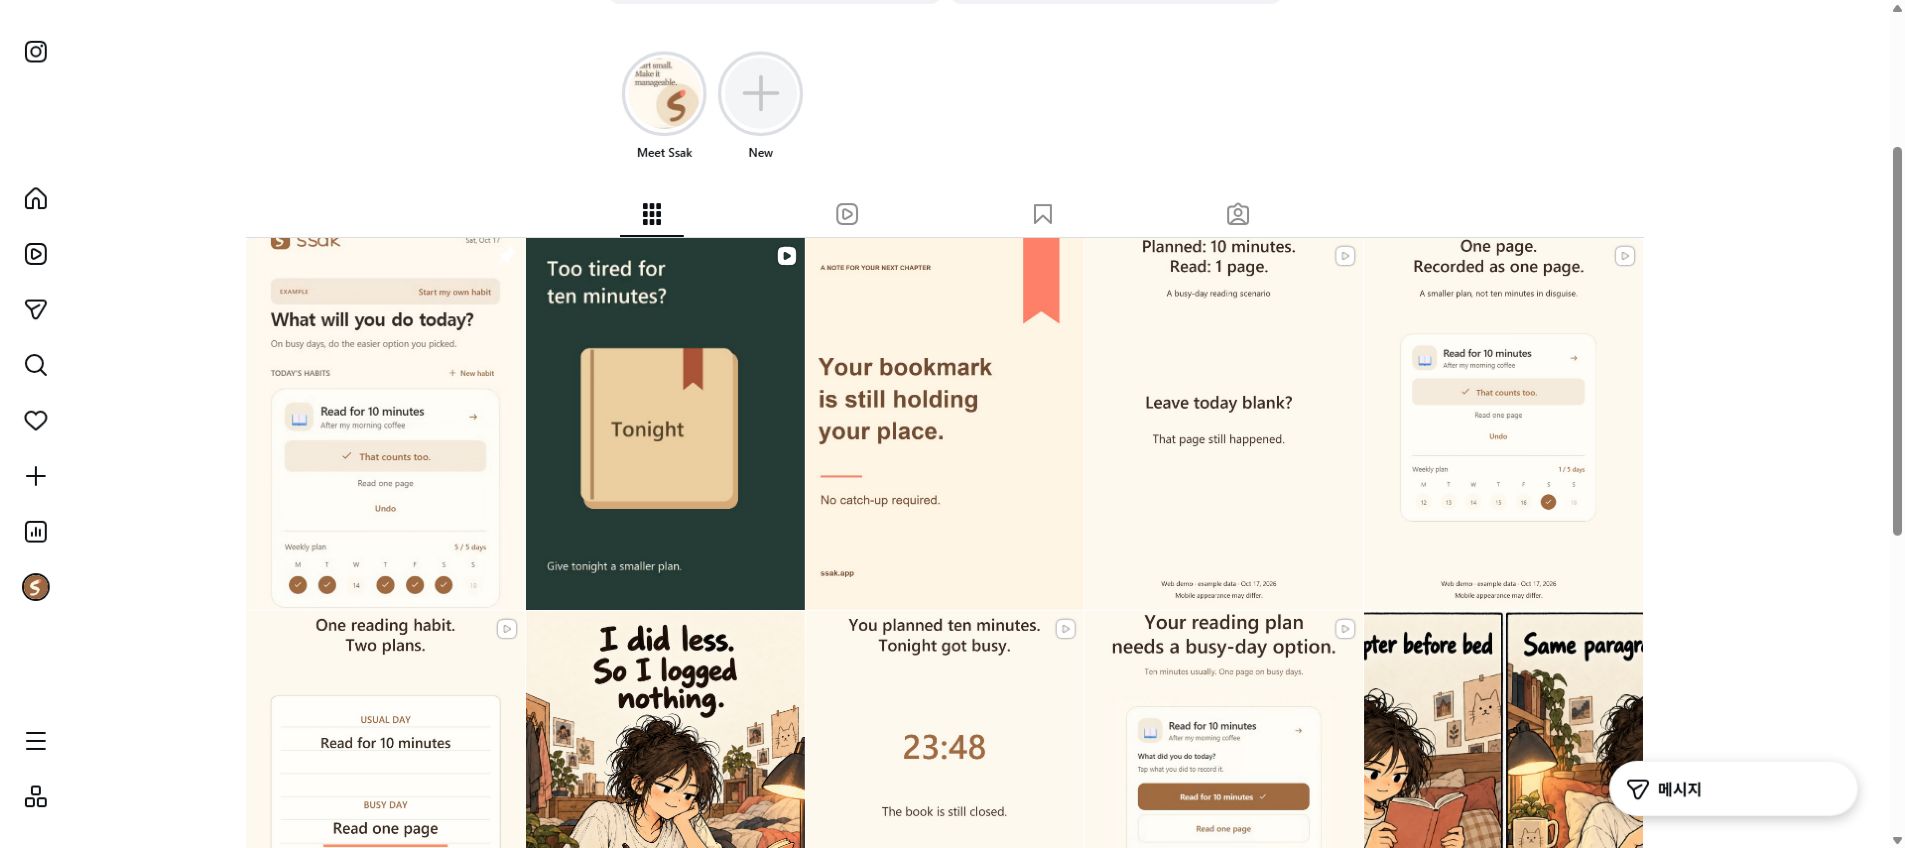 art small.
Make it
manageable.
Meet Ssak
New
ssak
Sat, Oct 17
EXAMPLE
Start my own habit
What will you do today?
On busy days, do the easier option you picked.
TODAY'S HABITS
+ New habit
Read for 10 minutes
After my morning coffee
That counts too.
Read one page
Undo
Weekly plan
5 / 5 days
M T W T F S S
14 18
Too tired for
ten minutes?
Tonight
Give tonight a smaller plan.
A NOTE FOR YOUR NEXT CHAPTER
Your bookmark
is still holding
your place.
No catch-up required.
ssak.app
Planned: 10 minutes.
Read: 1 page.
A busy-day reading scenario
Leave today blank?
That page still happened.
Web demo · example data · Oct 17, 2026
Mobile appearance may differ.
One page.
Recorded as one page.
A smaller plan, not ten minutes in disguise.
Read for 10 minutes
After my morning coffee
That counts too.
Read one page
Undo
Weekly plan
1 / 5 days
M T W T F S S
12 13 14 15 16 18
Web demo · example data · Oct 17, 2026
Mobile appearance may differ.
One reading habit.
Two plans.
USUAL DAY
Read for 10 minutes
BUSY DAY
Read one page
I did less.
So I logged
nothing.
You planned ten minutes.
Tonight got busy.
23:48
The book is still closed.
Your reading plan
needs a busy-day option.
Ten minutes usually. One page on busy days.
Read for 10 minutes
After my morning coffee
What did you do today?
Tap what you did to record it.
Read for 10 minutes
Read one page
pter before bed
Same paragr
메시지